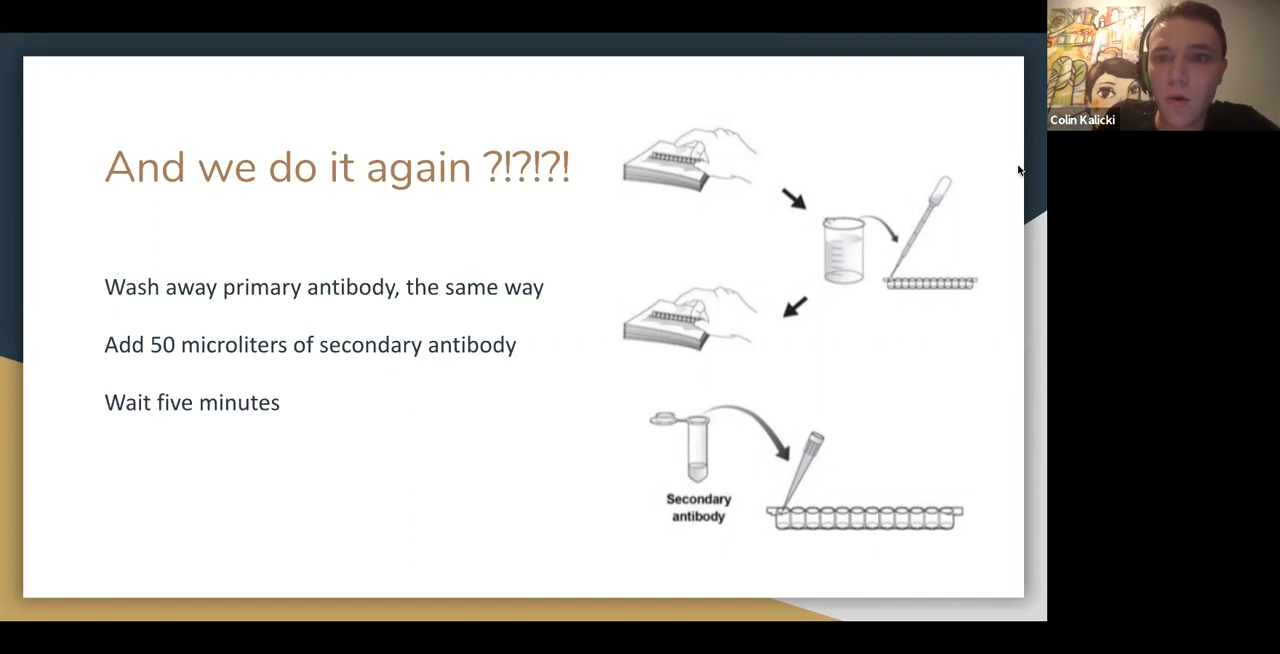 And we do it again ?!?!?!
Wash away primary antibody, the same way
Add 50 microliters of secondary antibody
Wait five minutes
Secondary
antibody
Colin Kalicki